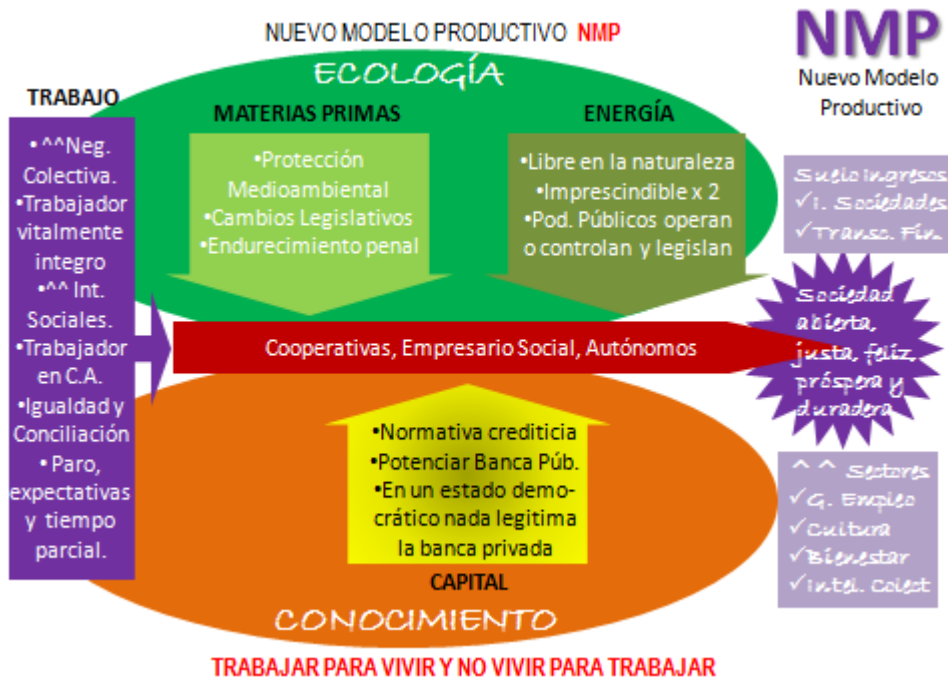 NUEVO MODELO PRODUCTIVO NMP
NMP
Nuevo Modelo
Productivo
ECOLOGÍA
TRABAJO
•^^Neg.
Colectiva.
•Trabajador
vitalmente
integro
•^^ Int.
Sociales.
•Trabajador
en C.A.
•Igualdad y
Conciliación
•Paro,
expectativas
y tiempo
parcial.
MATERIAS PRIMAS
•Protección
Medioambiental
•Cambios Legislativos
•Endurecimiento penal
ENERGÍA
•Libre en la naturaleza
•Imprescindible x 2
•Pod. Públicos operan
o controlan y legislan
Suelo Ingresos
✓I. Sociedades
✓Transc. Fin.
Cooperativas, Empresario Social, Autónomos
Sociedad
abierta,
justa, feliz,
próspera y
duradera
•Normativa crediticia
•Potenciar Banca Púb.
•En un estado demo-
crático nada legitima
la banca privada
CAPITAL
CONOCIMIENTO
^ ^ Sectores
✓G. Empleo
✓Cultura
✓Bienestar
✓Intel. Colect
TRABAJAR PARA VIVIR Y NO VIVIR PARA TRABAJAR